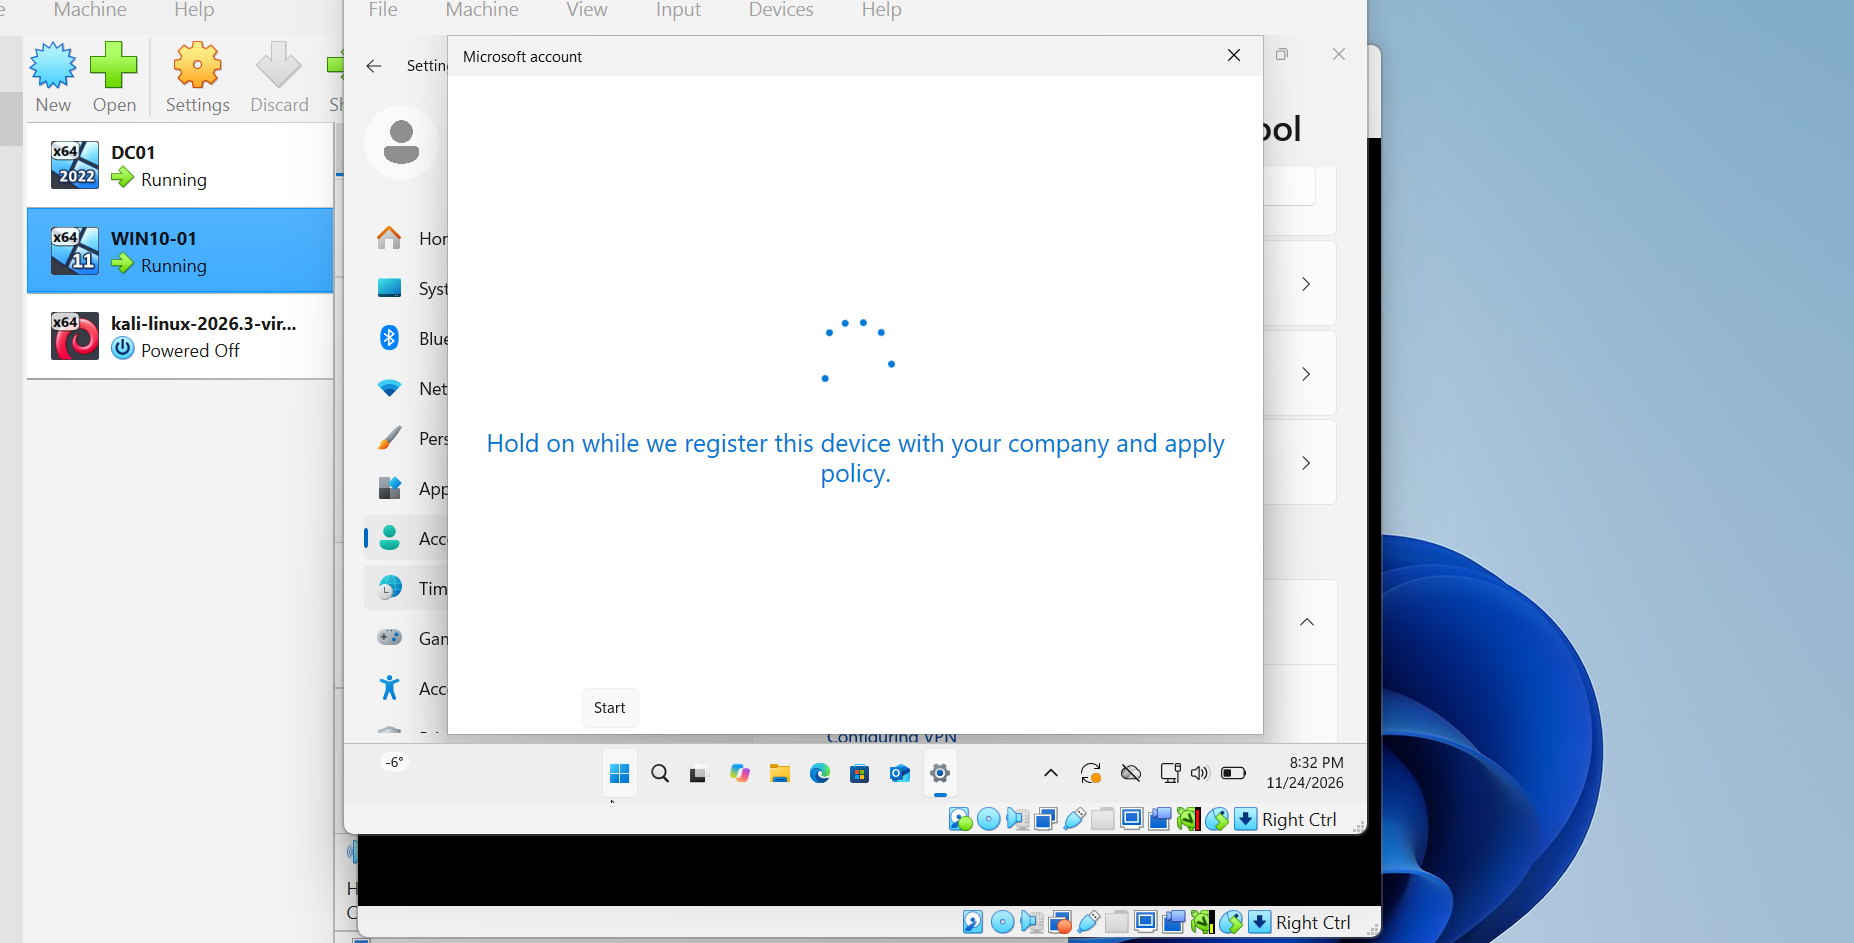 Machine
Help
New
Open
Settings
Discard
x64
2022
DC01
Running
x64
11
WIN10-01
Running
x64
kali-linux-2026.3-vir...
Powered Off
File
Machine
View
Input
Devices
Help
Microsoft account
Hold on while we register this device with your company and apply
policy.
Start
Configuring VPN
-6°
8:32 PM
11/24/2026
Right Ctrl
Right Ctrl